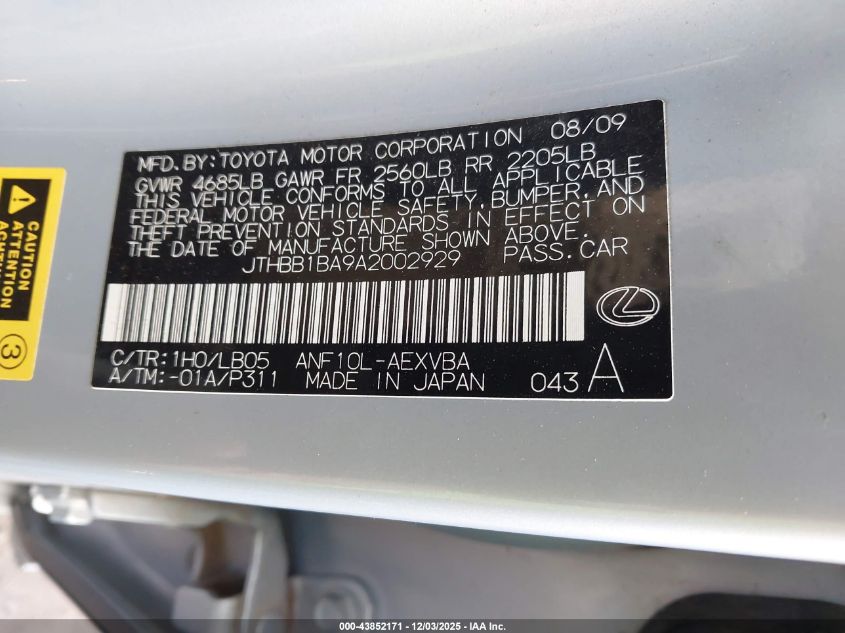 MFD. BY: TOYOTA MOTOR CORPORATION 08/09
GVWR 4685LB GAWR FR 2560LB RR 2205LB
THIS VEHICLE CONFORMS TO ALL APPLICABLE
FEDERAL MOTOR VEHICLE SAFETY, BUMPER, AND
THEFT PREVENTION STANDARDS IN EFFECT ON
THE DATE OF MANUFACTURE SHOWN ABOVE.
JTHBB1BA9A2002929 PASS. CAR
C/TR: 1H0/LB05 ANF10L-AEXVBA
A/TM: -01A/P311 MADE IN JAPAN 043 A
CAUTION
3
000-43852171 - 12/03/2025 - IAA Inc.